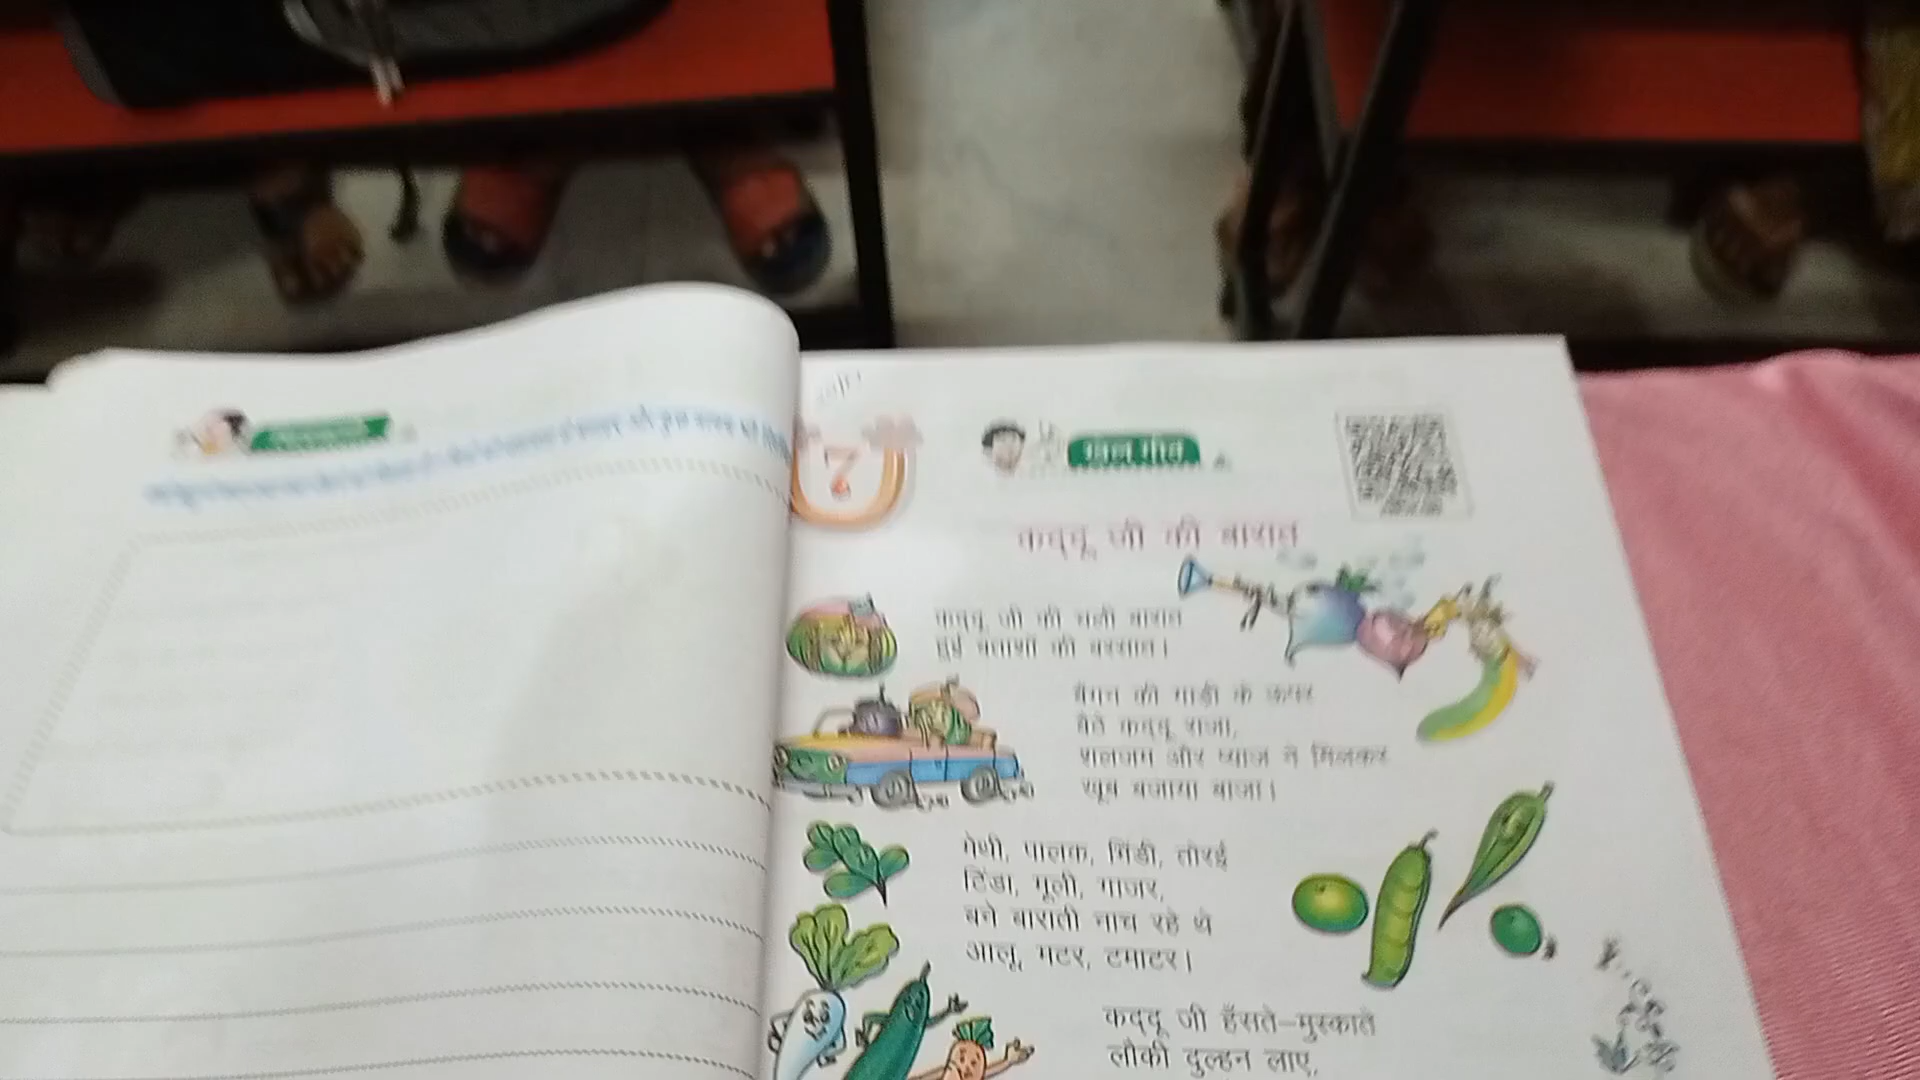 7
खेल गीत
कद्दू जी की बारात
कद्दू जी की चली बारात
हुई बताशों की बरसात।
बैंगन की गाड़ी के ऊपर
बैठे कद्दू राजा,
शलजम और प्याज ने मिलकर
खूब बजाया बाजा।
मेथी, पालक, भिंडी, तोरई
टिंडा, मूली, गाजर,
बने बाराती नाच रहे थे
आलू, मटर, टमाटर।
कद्दू जी हँसते–मुस्काते
लौकी दुल्हन लाए,